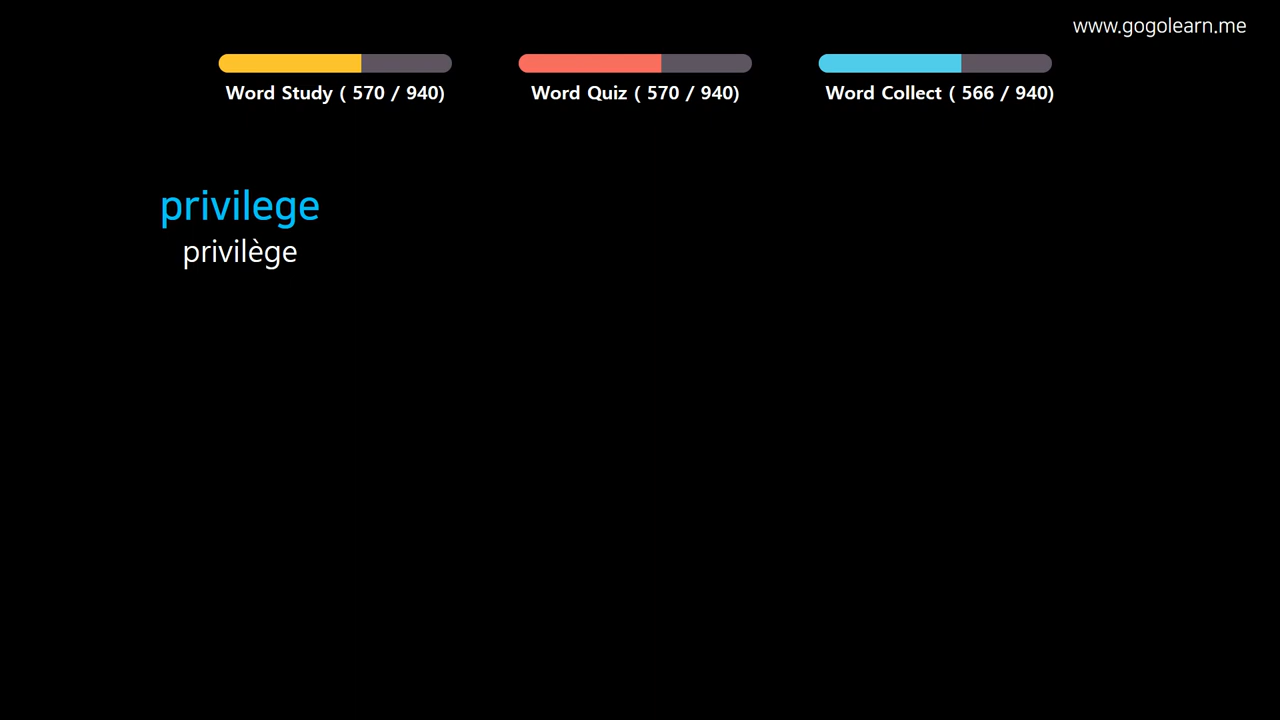 www.gogolearn.me
Word Study ( 570 / 940)
Word Quiz ( 570 / 940)
Word Collect ( 566 / 940)
privilege
privilège